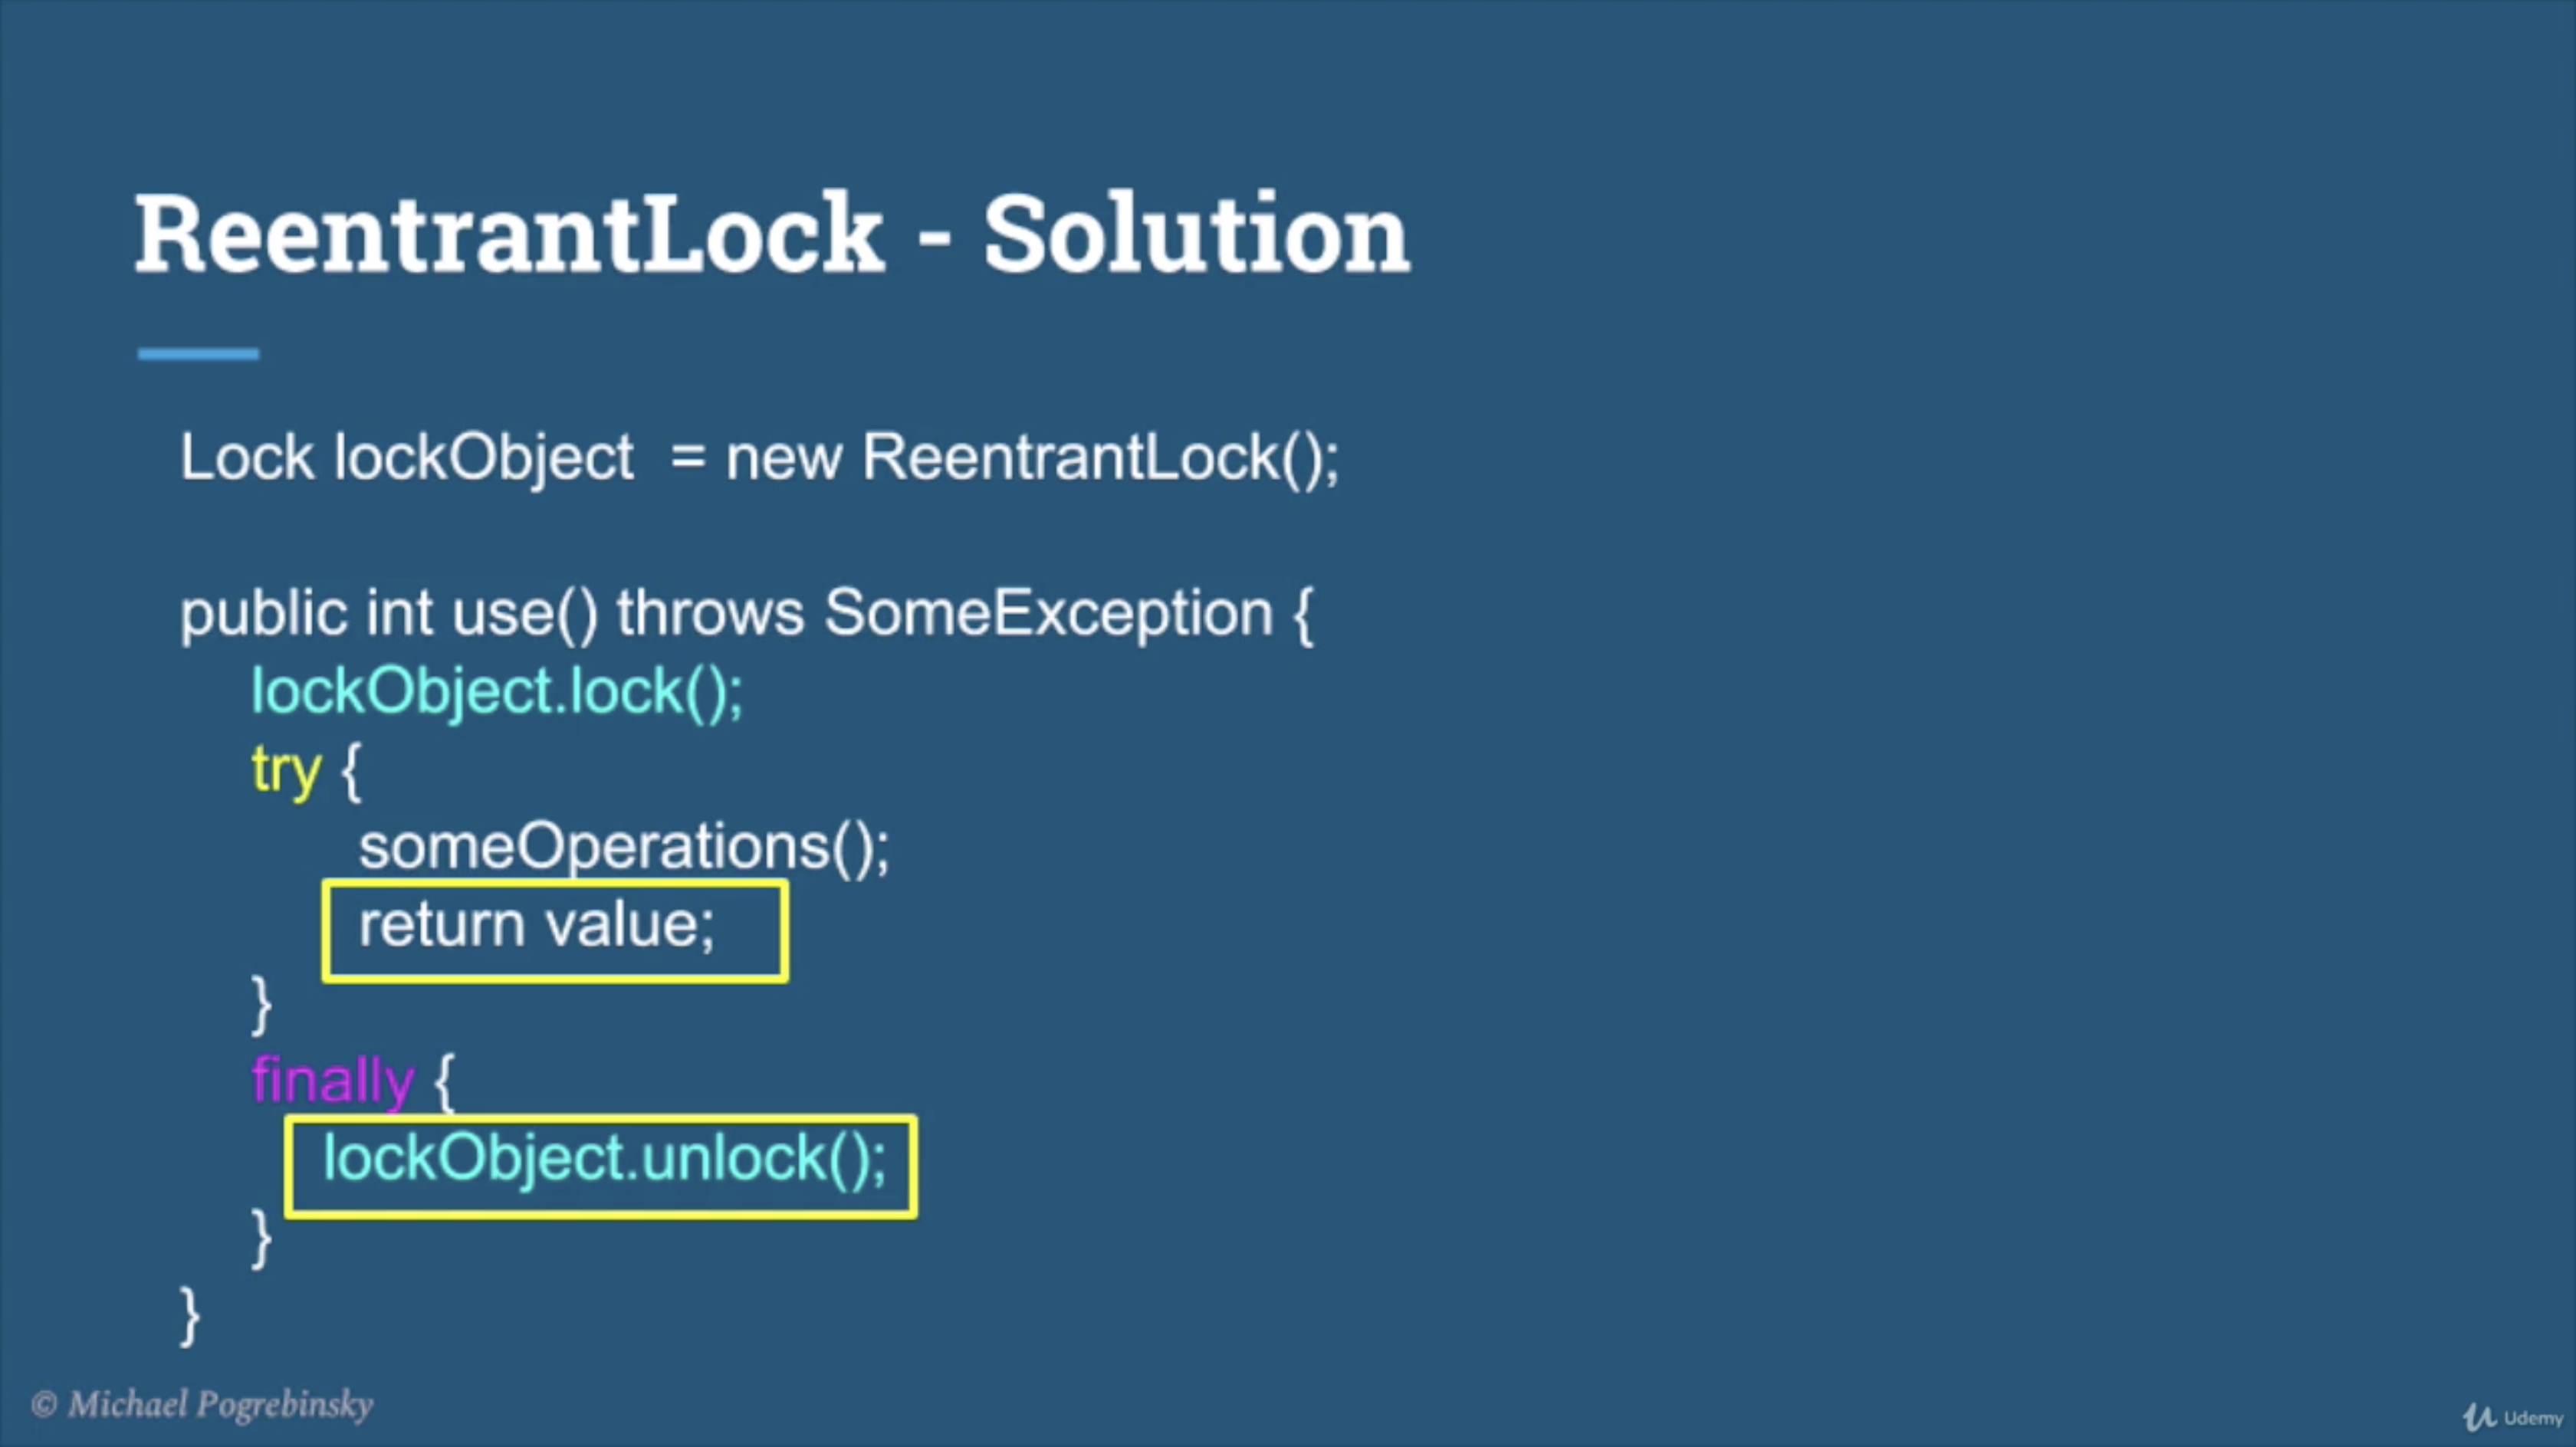 ReentrantLock - Solution
Lock lockObject = new ReentrantLock();
public int use() throws SomeException {
lockObject.lock();
try {
someOperations();
return value;
}
finally {
lockObject.unlock();
}
}
© Michael Pogrebinsky
Udemy